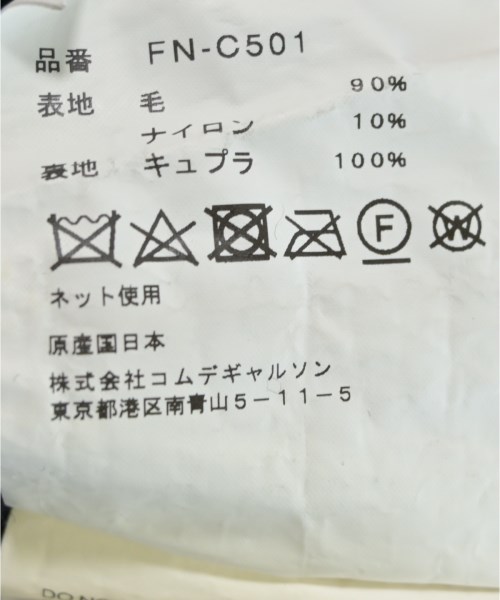 品番 FN-C501
表地 毛 90%
ナイロン 10%
裏地 キュプラ 100%
F W
ネット使用
原産国日本
株式会社コムデギャルソン
東京都港区南青山5-11-5
DO